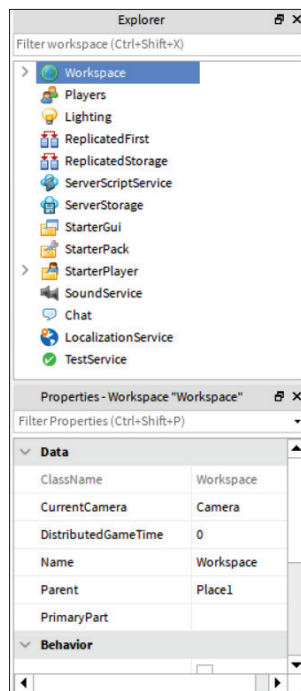 Explorer
Filter workspace (Ctrl+Shift+X)
Workspace
Players
Lighting
ReplicatedFirst
ReplicatedStorage
ServerScriptService
ServerStorage
StarterGui
StarterPack
StarterPlayer
SoundService
Chat
LocalizationService
TestService
Properties - Workspace "Workspace"
Filter Properties (Ctrl+Shift+P)
Data
ClassName Workspace
CurrentCamera Camera
DistributedGameTime 0
Name Workspace
Parent Place1
PrimaryPart
Behavior